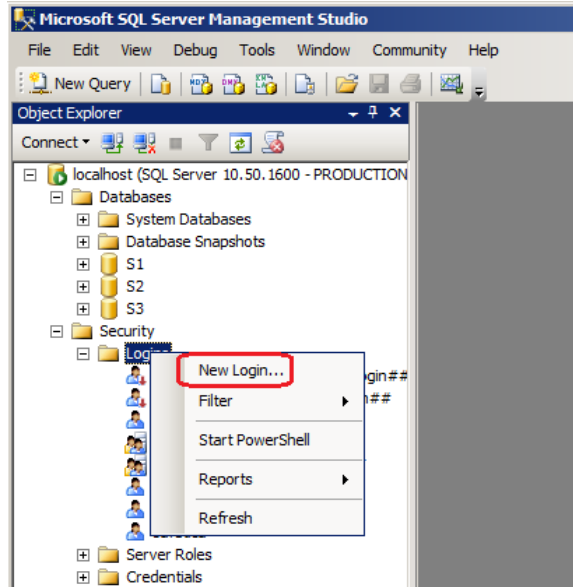 Microsoft SQL Server Management Studio
File Edit View Debug Tools Window Community Help
New Query
Object Explorer
Connect
localhost (SQL Server 10.50.1600 - PRODUCTION
Databases
System Databases
Database Snapshots
S1
S2
S3
Security
Logins
New Login...
Filter
Start PowerShell
Reports
Refresh
Server Roles
Credentials